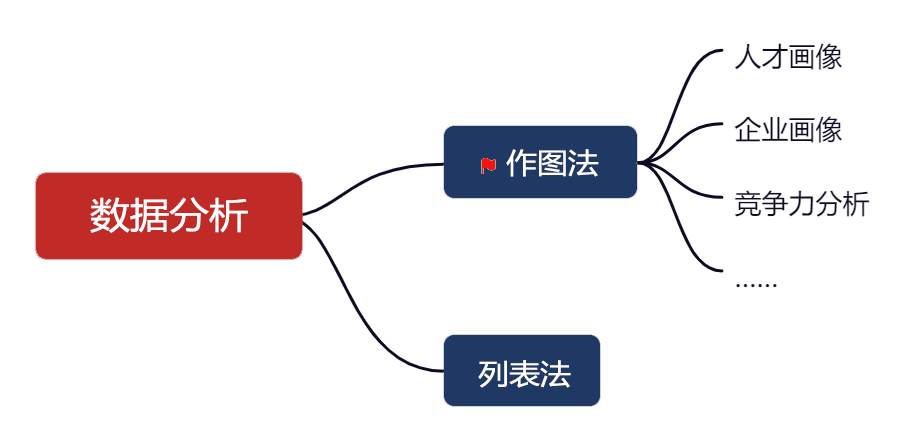 人才画像
企业画像
作图法
竞争力分析
数据分析
……
列表法